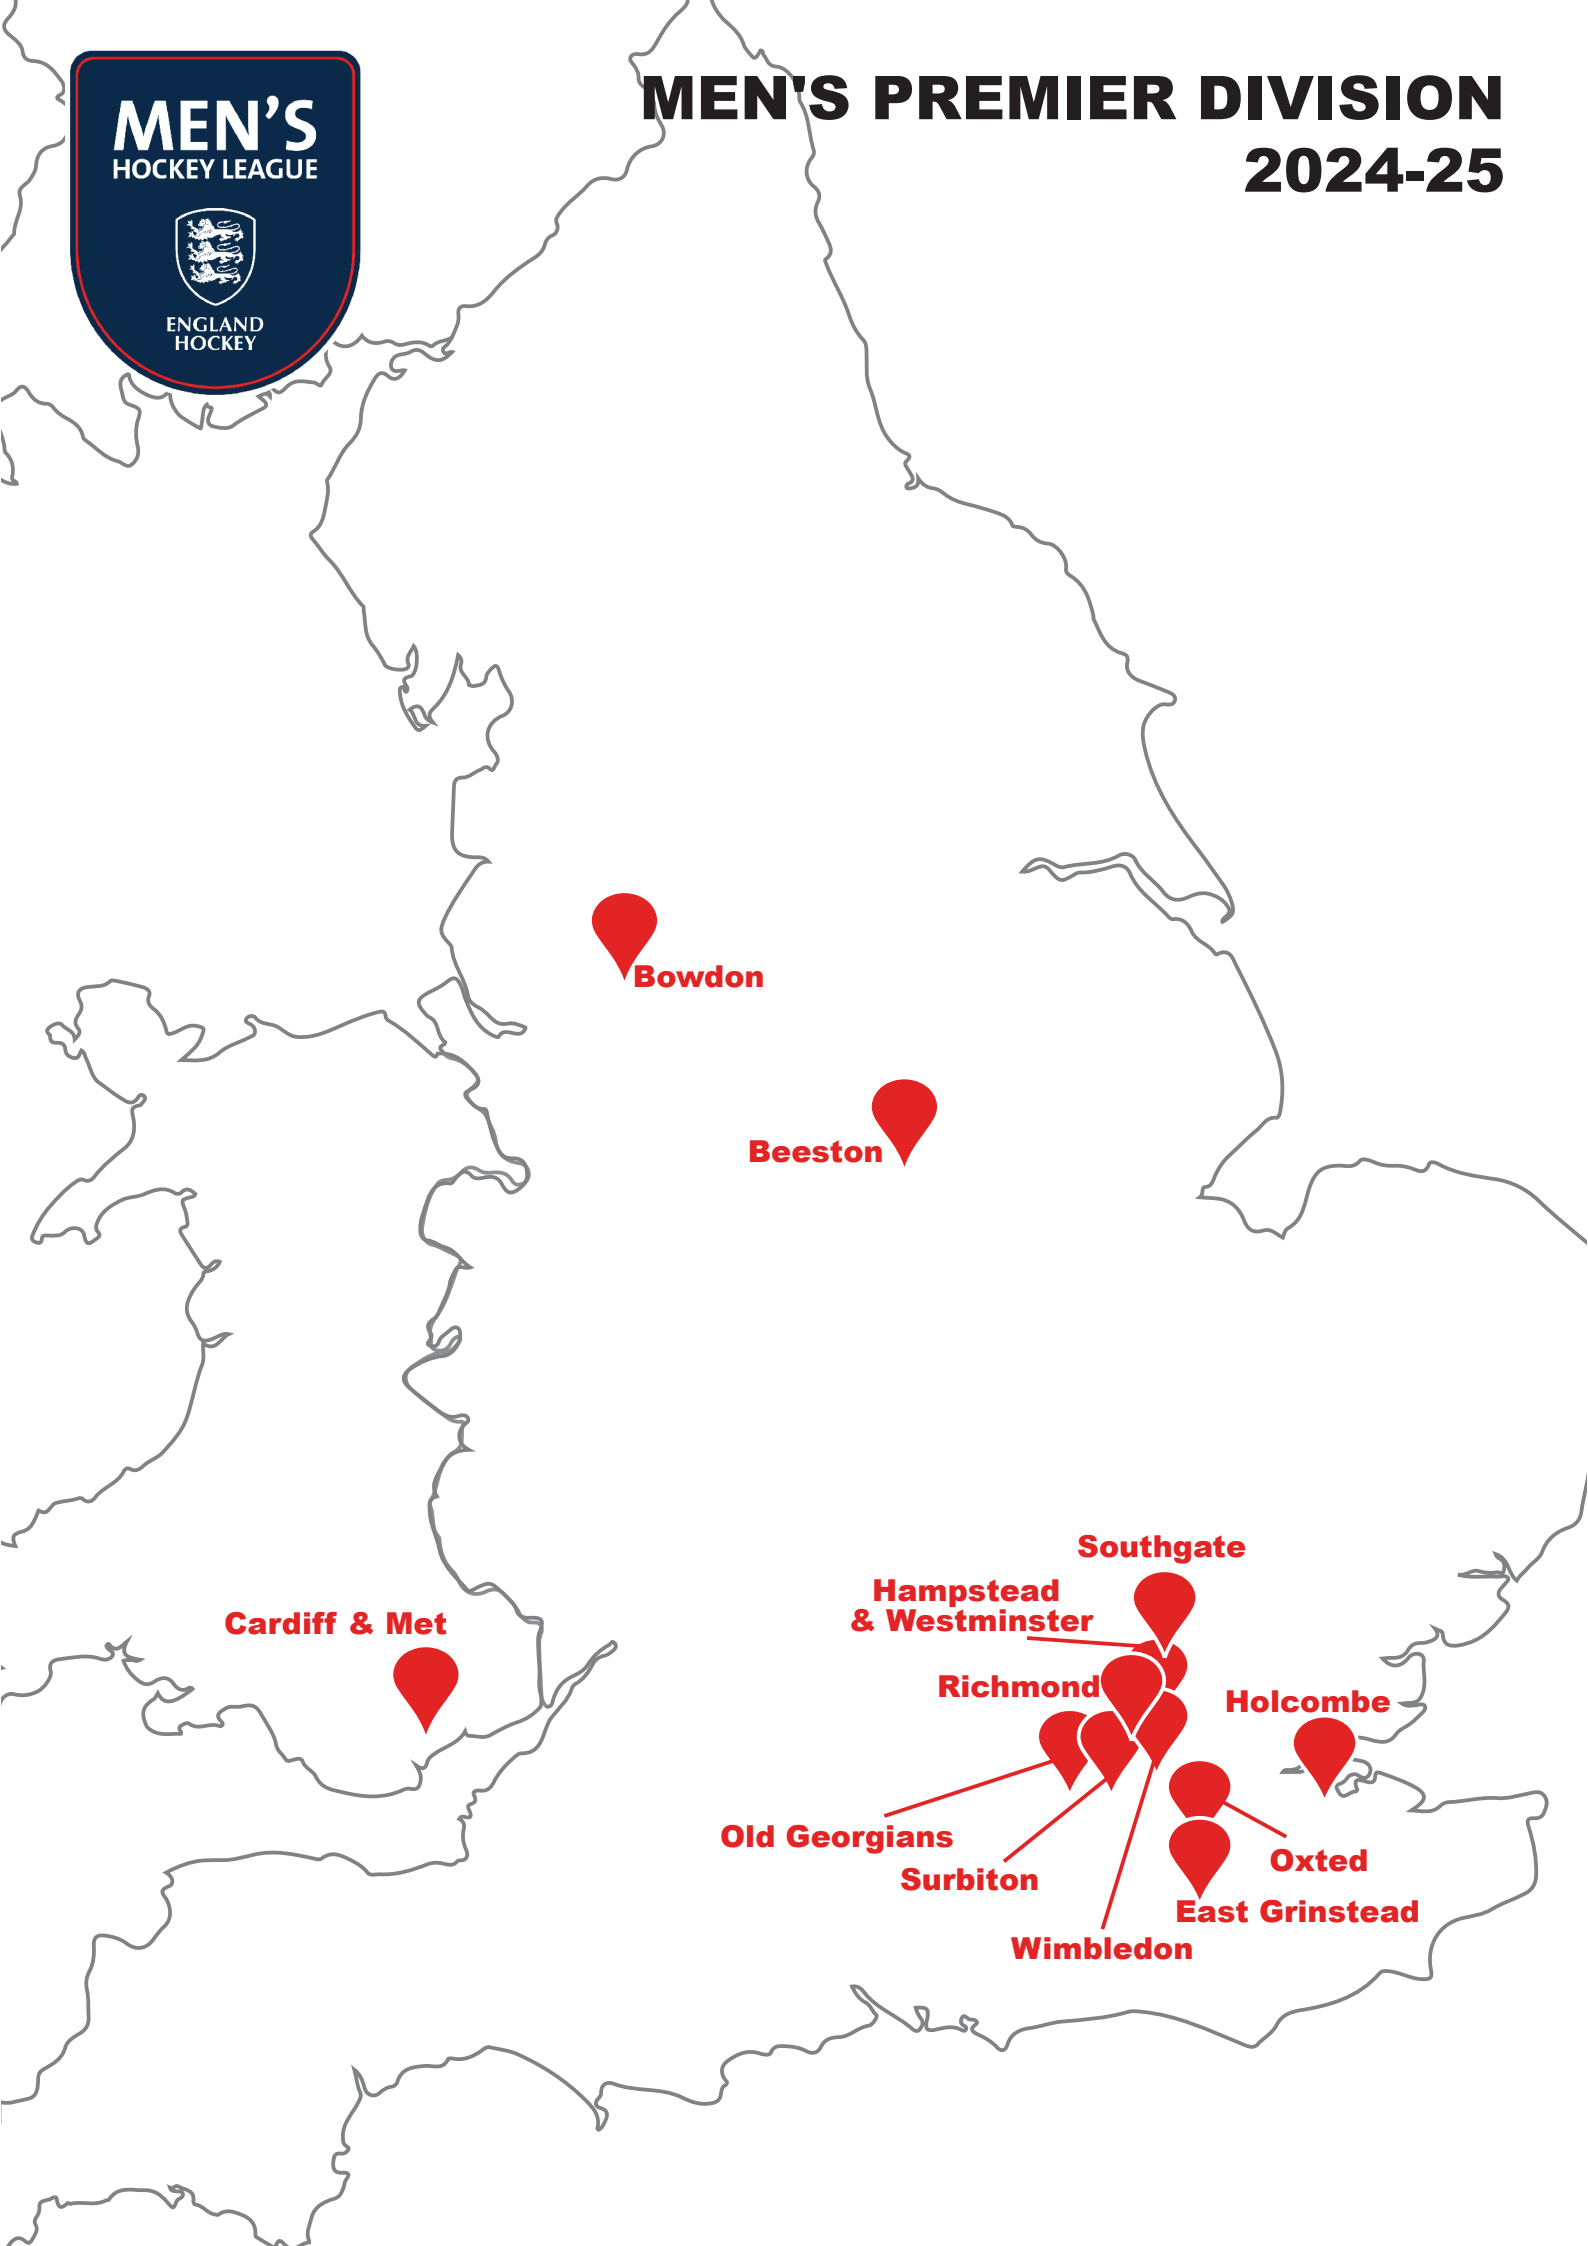 MEN'S PREMIER DIVISION
2024-25
MEN'S
HOCKEY LEAGUE
ENGLAND
HOCKEY
Bowdon
Beeston
Southgate
Hampstead
& Westminster
Cardiff & Met
Richmond
Holcombe
Old Georgians
Oxted
Surbiton
East Grinstead
Wimbledon